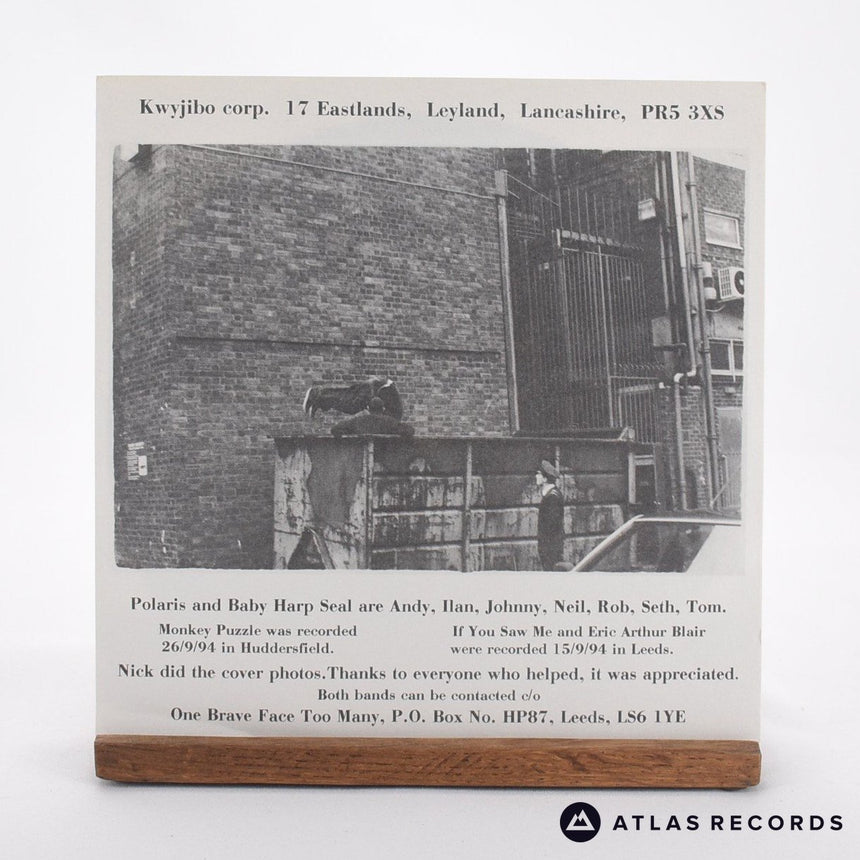 Kwyjibo corp. 17 Eastlands, Leyland, Lancashire, PR5 3XS
Polaris and Baby Harp Seal are Andy, Ilan, Johnny, Neil, Rob, Seth, Tom.
Monkey Puzzle was recorded
26/9/94 in Huddersfield.
If You Saw Me and Eric Arthur Blair
were recorded 15/9/94 in Leeds.
Nick did the cover photos.Thanks to everyone who helped, it was appreciated.
Both bands can be contacted c/o
One Brave Face Too Many, P.O. Box No. HP87, Leeds, LS6 1YE
ATLAS RECORDS